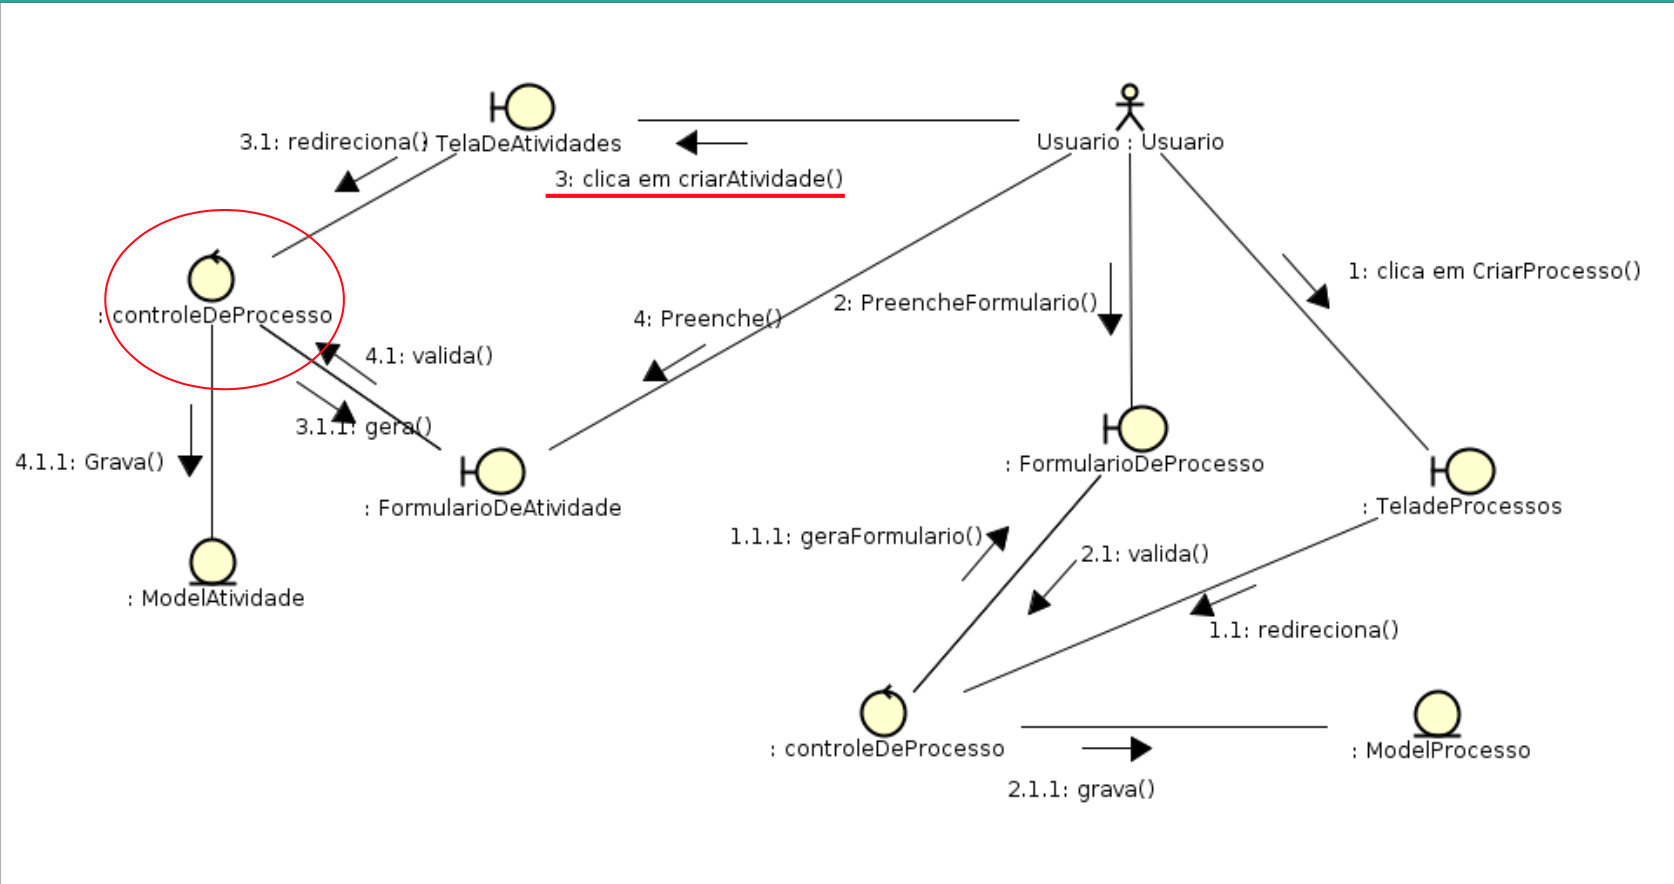 3.1: redireciona()
: TelaDeAtividades
Usuario : Usuario
3: clica em criarAtividade()
1: clica em CriarProcesso()
2: PreencheFormulario()
: controleDeProcesso
4: Preenche()
4.1: valida()
3.1.1: gera()
4.1.1: Grava()
: FormularioDeProcesso
: FormularioDeAtividade
: TeladeProcessos
1.1.1: geraFormulario()
2.1: valida()
: ModelAtividade
1.1: redireciona()
: controleDeProcesso
: ModelProcesso
2.1.1: grava()